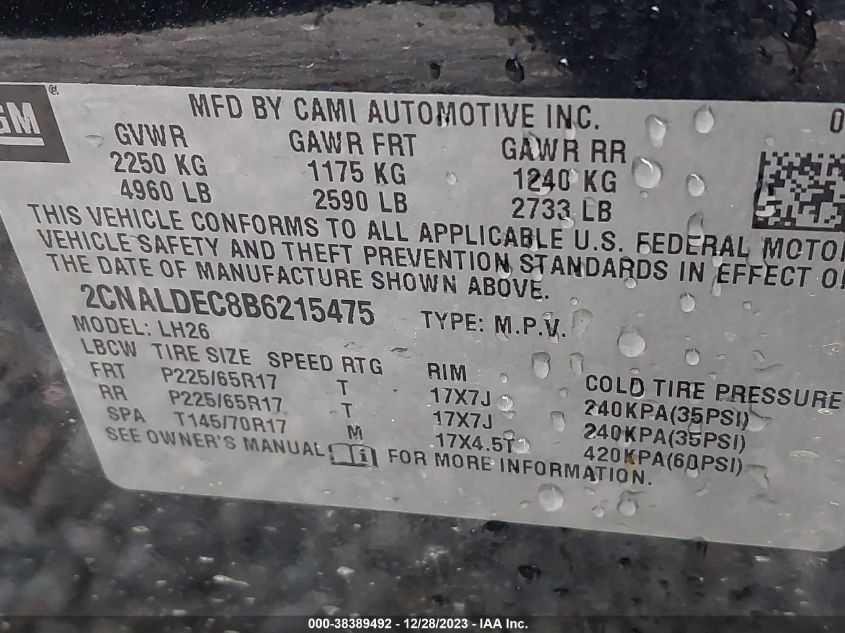 GM ®
MFD BY CAMI AUTOMOTIVE INC. 0
GVWR GAWR FRT GAWR RR
2250 KG 1175 KG 1240 KG
4960 LB 2590 LB 2733 LB
THIS VEHICLE CONFORMS TO ALL APPLICABLE U.S. FEDERAL MOTOR
VEHICLE SAFETY AND THEFT PREVENTION STANDARDS IN EFFECT O
THE DATE OF MANUFACTURE SHOWN ABOVE.
2CNALDEC8B6215475 TYPE: M.P.V.
MODEL: LH26
LBCW TIRE SIZE SPEED RTG RIM COLD TIRE PRESSURE
FRT P225/65R17 T 17X7J 240KPA(35PSI)
RR P225/65R17 T 17X7J 240KPA(35PSI)
SPA T145/70R17 M 17X4.5T 420KPA(60PSI)
SEE OWNER'S MANUAL FOR MORE INFORMATION.
000-38389492 - 12/28/2023 - IAA Inc.